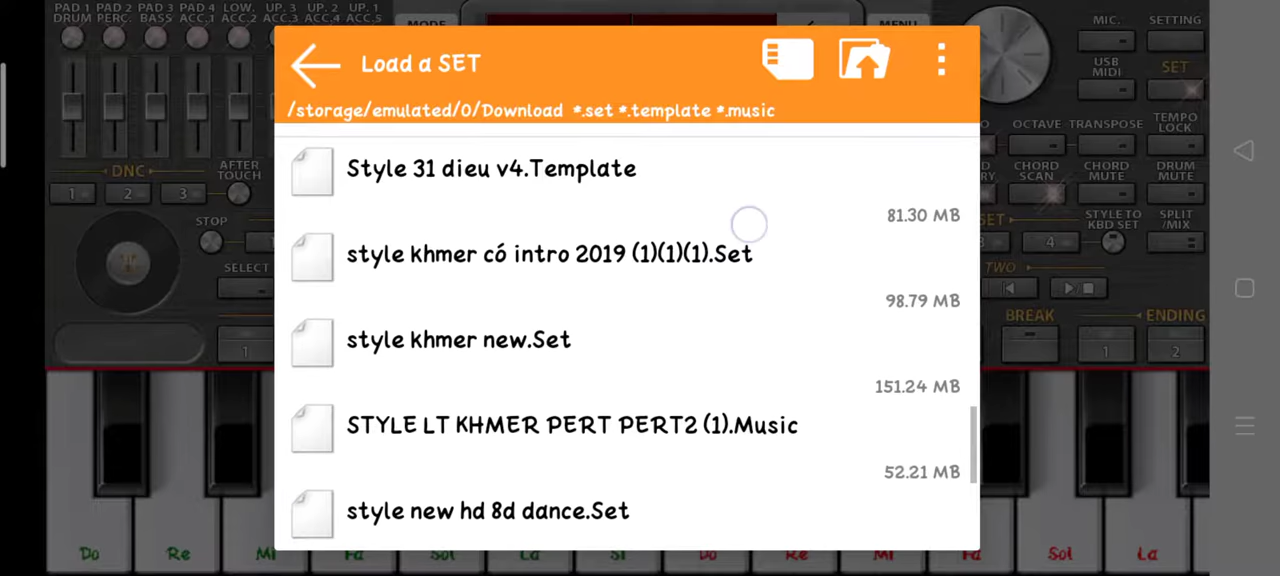 PAD 1 PAD 2 PAD 3 PAD 4 LOW. UP. 3 UP. 2 UP. 1
DRUM PERC. BASS ACC.1 ACC.2 ACC.3 ACC.4 ACC.5
MODE
MENU
MIC.
SETTING
Load a SET
/storage/emulated/0/Download *.set *.template *.music
USB
MIDI
SET
OCTAVE
TRANSPOSE
TEMPO
LOCK
DNC
AFTER
TOUCH
1
2
3
CHORD
SCAN
CHORD
MUTE
DRUM
MUTE
Style 31 dieu v4.Template
81.30 MB
STOP
SET
4
STYLE TO
KBD SET
SPLIT
/MIX
style khmer có intro 2019 (1)(1)(1).Set
98.79 MB
SELECT
TWO
style khmer new.Set
151.24 MB
BREAK
ENDING
1
1
2
STYLE LT KHMER PERT PERT2 (1).Music
52.21 MB
style new hd 8d dance.Set
Do Re Mi Fa Sol La Si Do Re Mi Fa Sol La